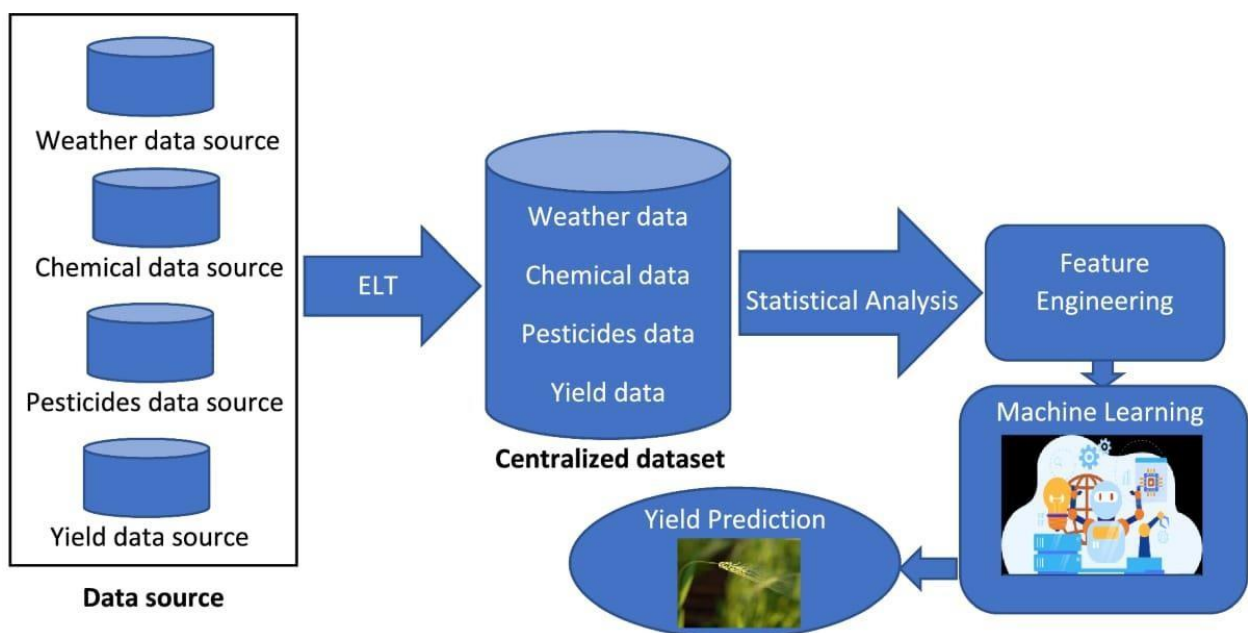 Weather data source
Chemical data source
Pesticides data source
Yield data source
Data source
ELT
Weather data
Chemical data
Pesticides data
Yield data
Centralized dataset
Statistical Analysis
Feature
Engineering
Machine Learning
Yield Prediction